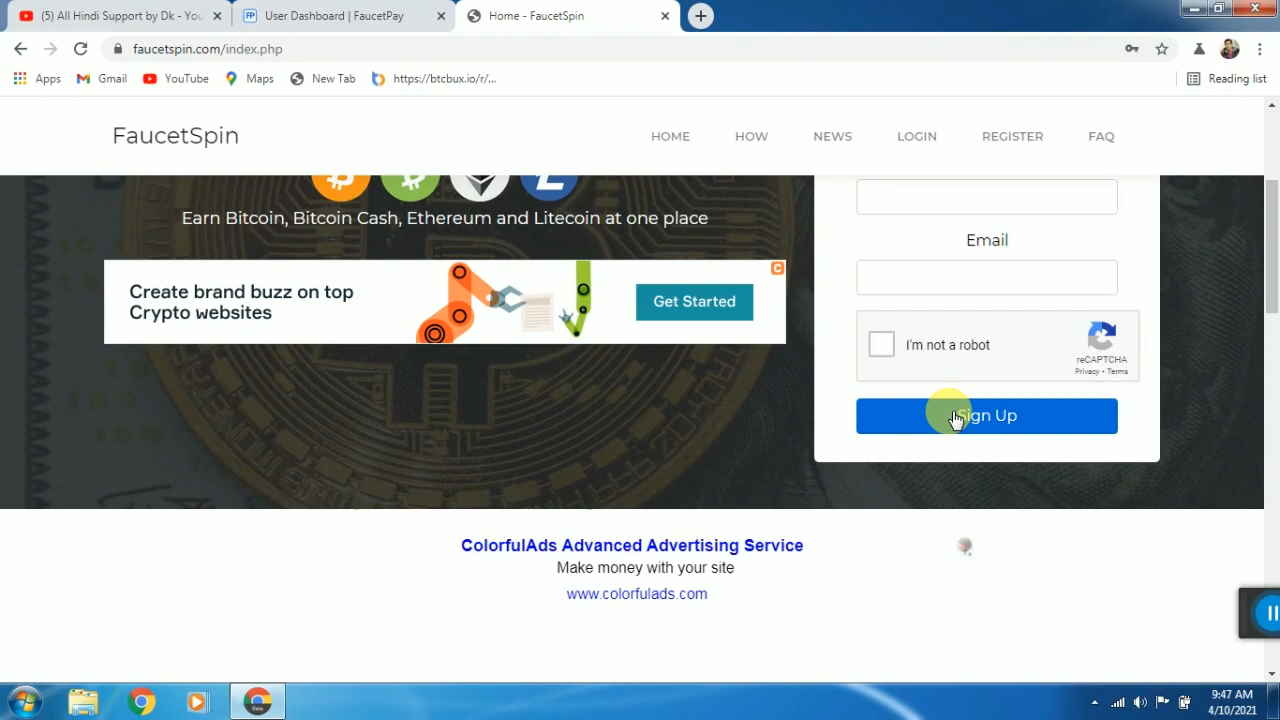 (5) All Hindi Support by Dk - You
User Dashboard | FaucetPay
Home - FaucetSpin
faucetspin.com/index.php
Apps
Gmail
YouTube
Maps
New Tab
https://btcbux.io/r/...
Reading list
FaucetSpin
HOME
HOW
NEWS
LOGIN
REGISTER
FAQ
Earn Bitcoin, Bitcoin Cash, Ethereum and Litecoin at one place
Create brand buzz on top
Crypto websites
Get Started
C
Email
I'm not a robot
reCAPTCHA
Privacy - Terms
Sign Up
ColorfulAds Advanced Advertising Service
Make money with your site
www.colorfulads.com
9:47 AM
4/10/2021